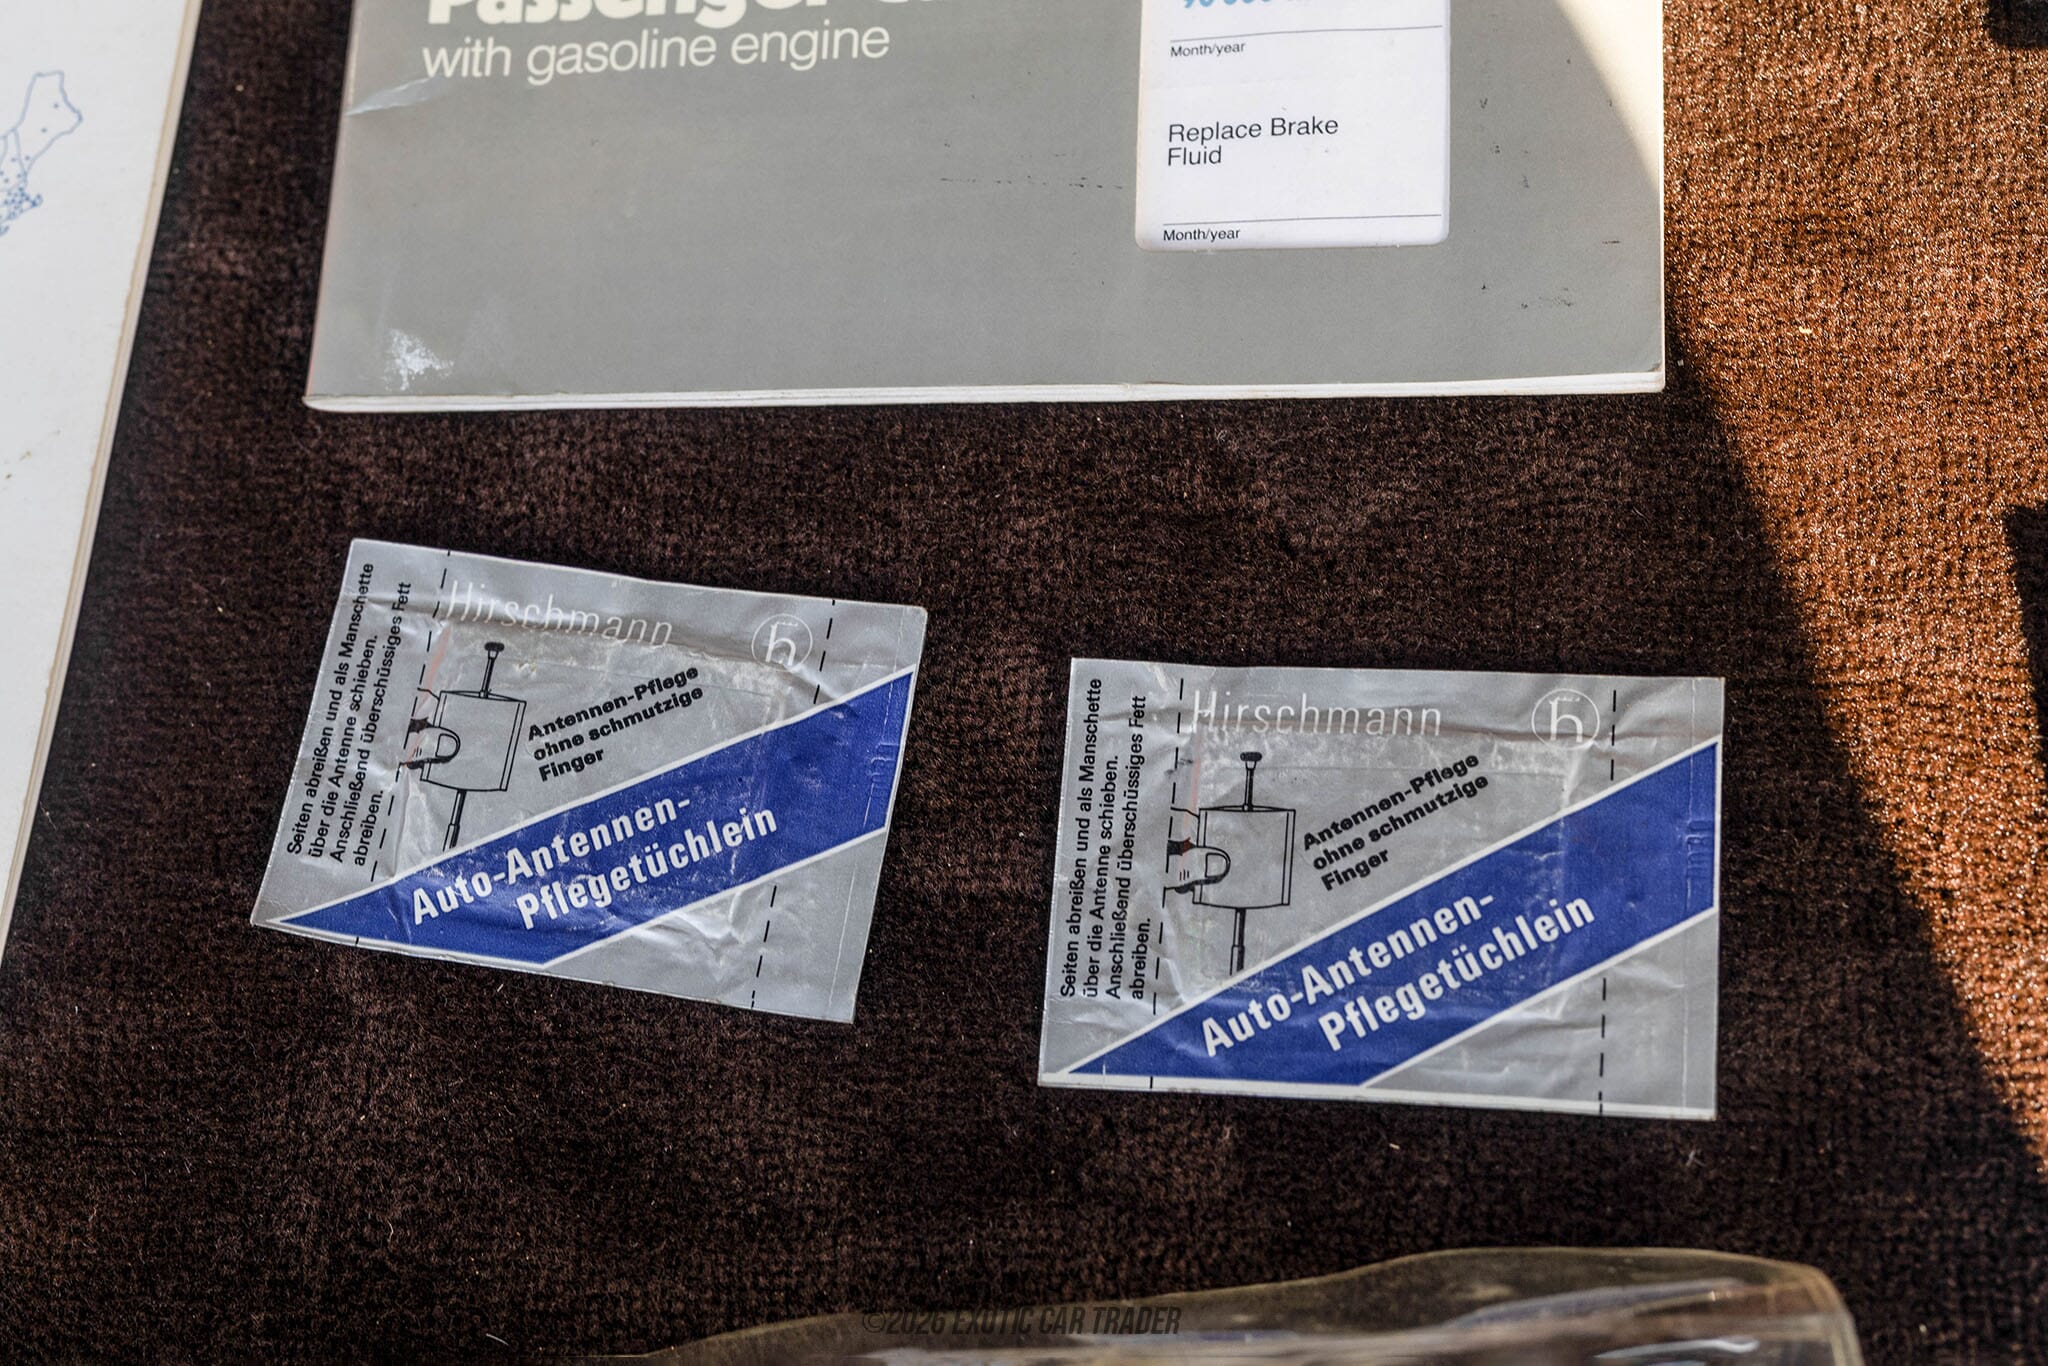 Passenger
with gasoline engine
Month/year
Replace Brake
Fluid
Month/year
Seiten abreißen und als Manschette
über die Antenne schieben.
Anschließend überschüssiges Fett
abreiben.
Hirschmann
h
Antennen-Pflege
ohne schmutzige
Finger
Auto-Antennen-
Pflegetüchlein
Seiten abreißen und als Manschette
über die Antenne schieben.
Anschließend überschüssiges Fett
abreiben.
Hirschmann
h
Antennen-Pflege
ohne schmutzige
Finger
Auto-Antennen-
Pflegetüchlein
©2026 EXOTIC CAR TRADER